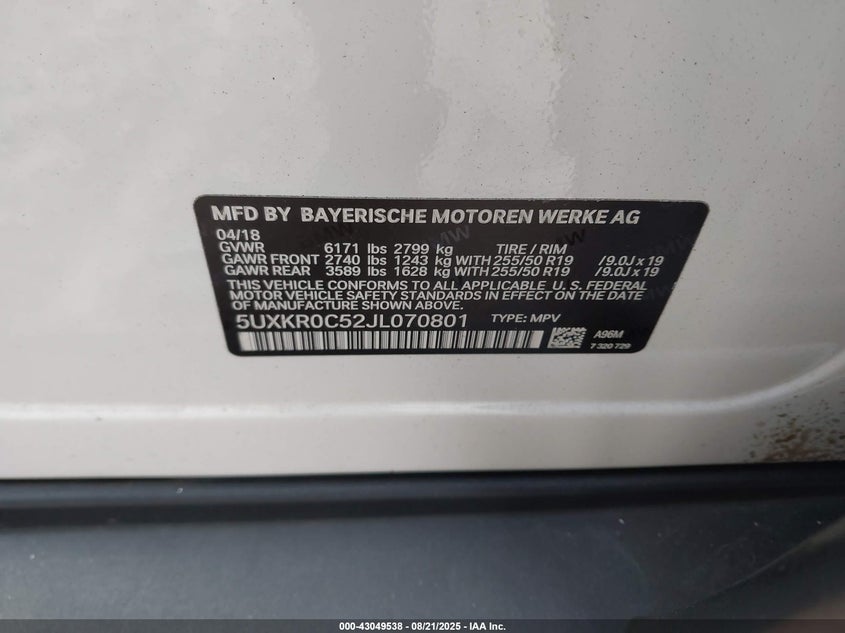 MFD BY BAYERISCHE MOTOREN WERKE AG
04/18
GVWR 6171 lbs 2799 kg TIRE / RIM
GAWR FRONT 2740 lbs 1243 kg WITH 255/50 R19 /9.0J x 19
GAWR REAR 3589 lbs 1628 kg WITH 255/50 R19 /9.0J x 19
THIS VEHICLE CONFORMS TO ALL APPLICABLE U. S. FEDERAL
MOTOR VEHICLE SAFETY STANDARDS IN EFFECT ON THE DATE
OF MANUFACTURE SHOWN ABOVE.
5UXKR0C52JL070801 TYPE: MPV
A96M
7 320 729
000-43049538 - 08/21/2025 - IAA Inc.